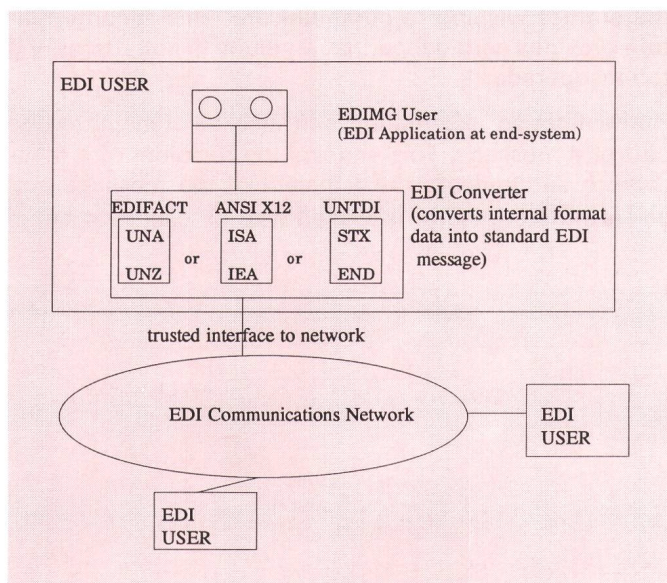 EDI USER
EDIMG User
(EDI Application at end-system)
EDIFACT ANSI X12 UNTDI
UNA ISA STX
or or
UNZ IEA END
EDI Converter
(converts internal format
data into standard EDI
message)
trusted interface to network
EDI Communications Network
EDI
USER
EDI
USER